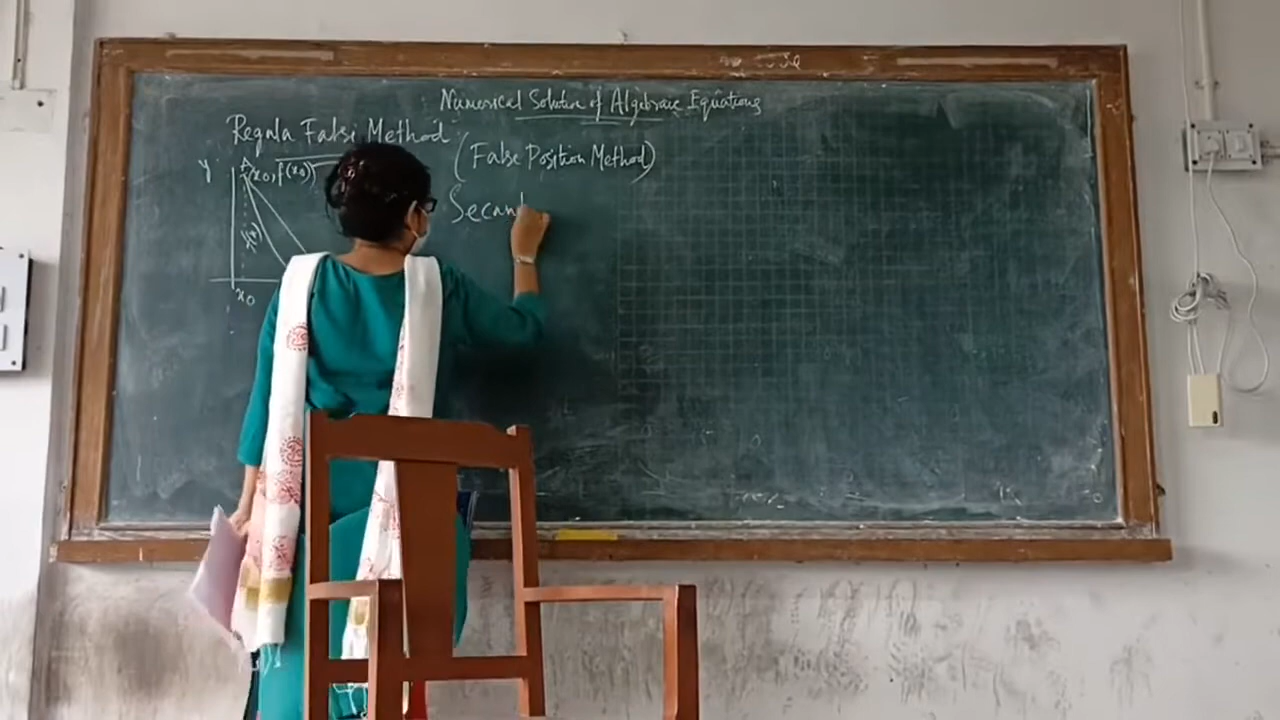 Numerical Solution of Algebraic Equations
Regula Falsi Method
(False Position Method)
y
A
x₀, f(x₀))
Secant
x₀